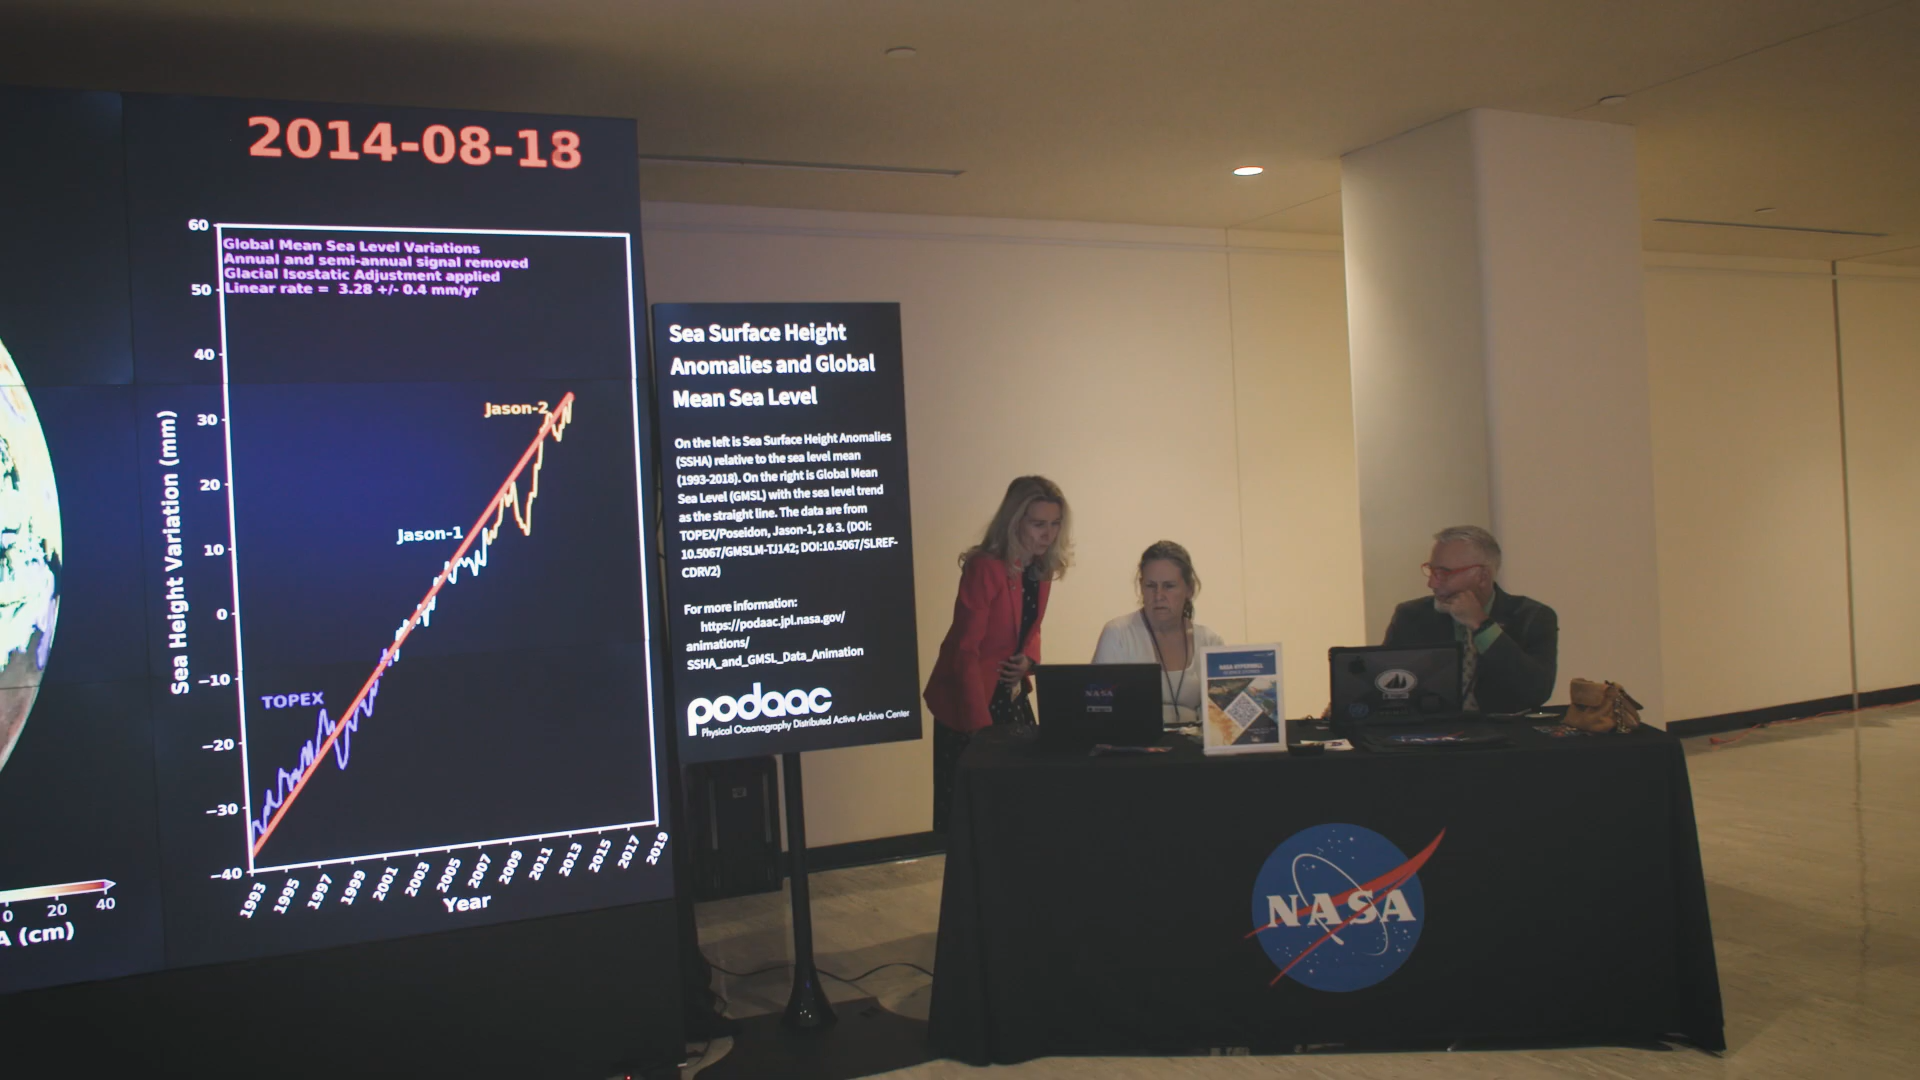 2014-08-18
60
50
40
30
20
10
0
−10
−20
−30
−40
Sea Height Variation (mm)
Global Mean Sea Level Variations
Annual and semi-annual signal removed
Glacial Isostatic Adjustment applied
Linear rate = 3.28 +/- 0.4 mm/yr
Jason-2
Jason-1
TOPEX
1993 1995 1997 1999 2001 2003 2005 2007 2009 2011 2013 2015 2017 2019
Year
0 20 40
A (cm)
Sea Surface Height
Anomalies and Global
Mean Sea Level
On the left is Sea Surface Height Anomalies
(SSHA) relative to the sea level mean
(1993-2018). On the right is Global Mean
Sea Level (GMSL) with the sea level trend
as the straight line. The data are from
TOPEX/Poseidon, Jason-1, 2 & 3. (DOI:
10.5067/GMSLM-TJ142; DOI:10.5067/SLREF-
CDRV2)
For more information:
https://podaac.jpl.nasa.gov/
animations/
SSHA_and_GMSL_Data_Animation
podaac
Physical Oceanography Distributed Active Archive Center
NASA
NASA HYPERWALL
NASA